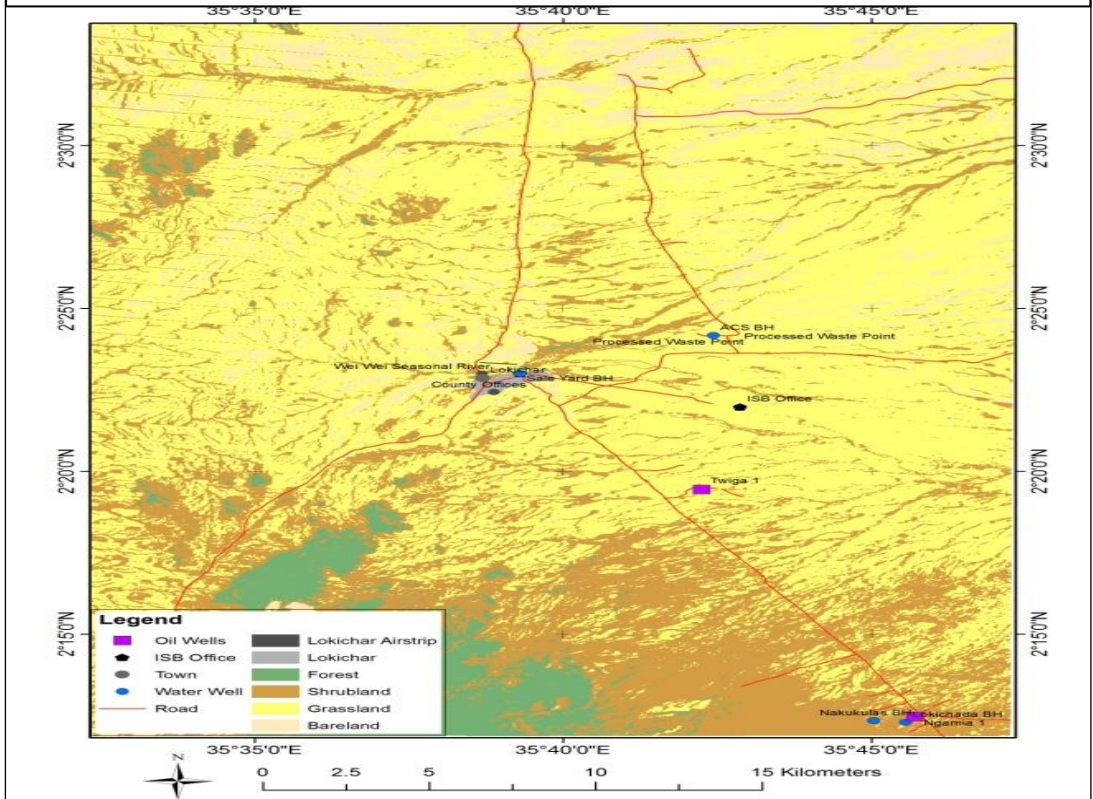 35°35'0"E 35°40'0"E 35°45'0"E
2°30'0"N 2°30'0"N
2°25'0"N 2°25'0"N
ACS BH
Processed Waste Point
Processed Waste Point
Wei Wei Seasonal River
Lokichar
Sale Yard BH
County Offices
ISB Office
2°20'0"N 2°20'0"N
Twiga 1
2°15'0"N 2°15'0"N
Nakukulas BH
Lokichada BH
Ngamia 1
Legend
Oil Wells
ISB Office
Town
Water Well
Road
Lokichar Airstrip
Lokichar
Forest
Shrubland
Grassland
Bareland
35°35'0"E 35°40'0"E 35°45'0"E
N
0 2.5 5 10 15 Kilometers